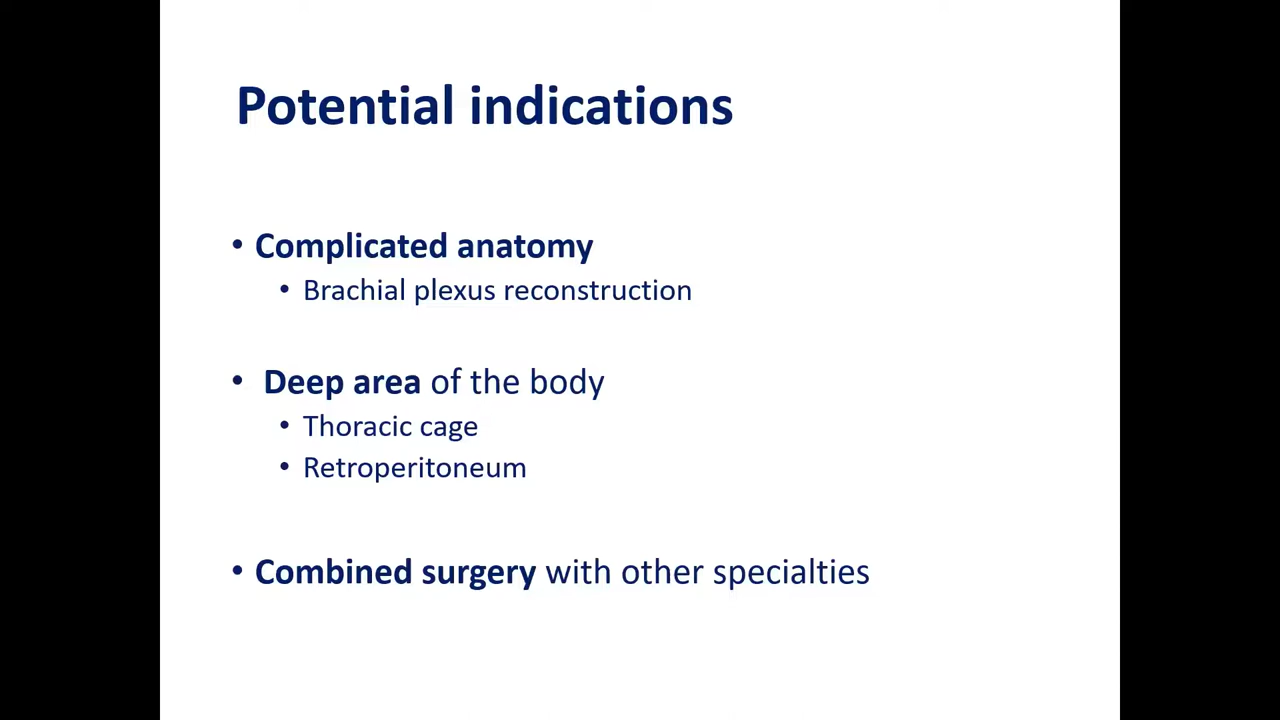 Potential indications
• Complicated anatomy
• Brachial plexus reconstruction
• Deep area of the body
• Thoracic cage
• Retroperitoneum
• Combined surgery with other specialties